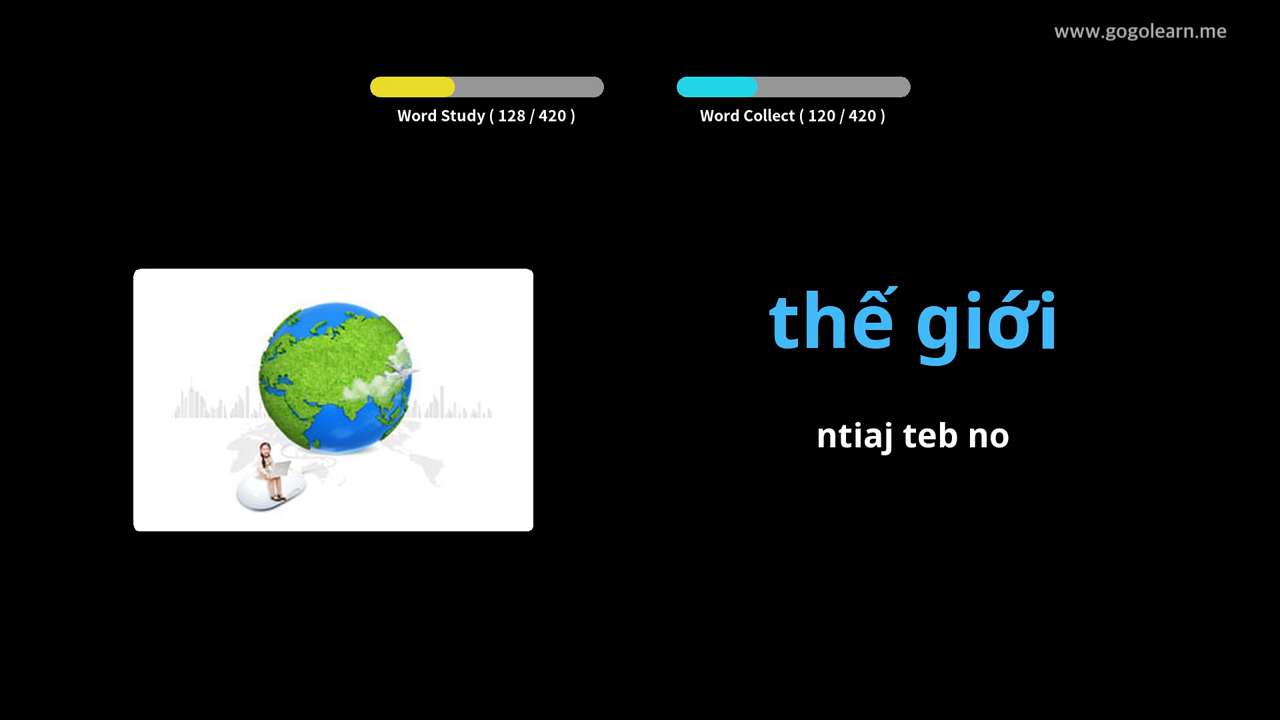 www.gogolearn.me
Word Study ( 128 / 420 )
Word Collect ( 120 / 420 )
thế giới
ntiaj teb no